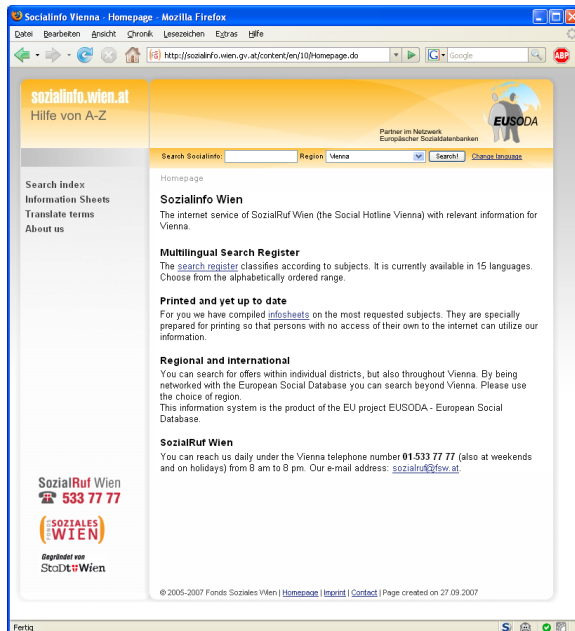 Socialinfo Vienna - Homepage - Mozilla Firefox
Datei Bearbeiten Ansicht Chronik Lesezeichen Extras Hilfe
http://sozialinfo.wien.gv.at/content/en/10/Homepage.do
Google
ABP
sozialinfo.wien.at
Hilfe von A-Z
EUSODA
Partner im Netzwerk
Europäischer Sozialdatenbanken
Search Socialinfo: Region Vienna Search! Change language
Search index
Information Sheets
Translate terms
About us
Homepage
Sozialinfo Wien
The internet service of SozialRuf Wien (the Social Hotline Vienna) with relevant information for
Vienna.
Multilingual Search Register
The search register classifies according to subjects. It is currently available in 15 languages.
Choose from the alphabetically ordered range.
Printed and yet up to date
For you we have compiled infosheets on the most requested subjects. They are specially
prepared for printing so that persons with no access of their own to the internet can utilize our
information.
Regional and international
You can search for offers within individual districts, but also throughout Vienna. By being
networked with the European Social Database you can search beyond Vienna. Please use
the choice of region.
This information system is the product of the EU project EUSODA - European Social
Database.
SozialRuf Wien
You can reach us daily under the Vienna telephone number 01-533 77 77 (also at weekends
and on holidays) from 8 am to 8 pm. Our e-mail address: sozialruf@fsw.at.
SozialRuf Wien
533 77 77
FONDS
SOZIALES
WIEN
Gegründet von
StaDt Wien
© 2005-2007 Fonds Soziales Wien | Homepage | Imprint | Contact | Page created on 27.09.2007
Fertig